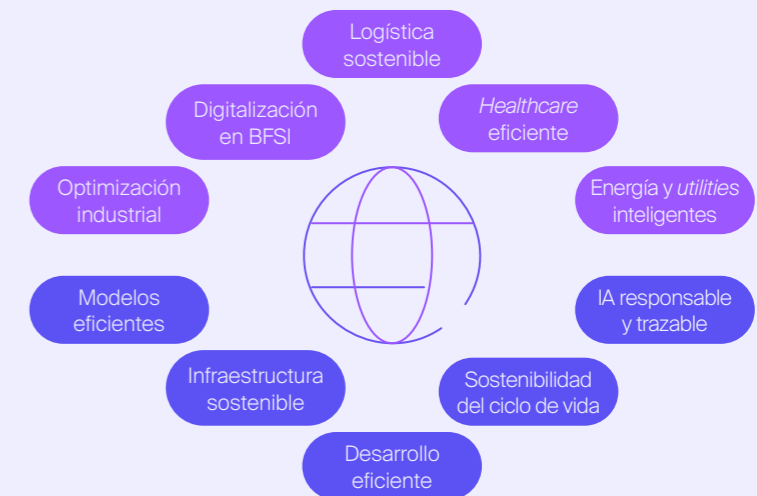 Logística
sostenible
Digitalización
en BFSI
Healthcare
eficiente
Optimización
industrial
Energía y utilities
inteligentes
Modelos
eficientes
IA responsable
y trazable
Infraestructura
sostenible
Sostenibilidad
del ciclo de vida
Desarrollo
eficiente